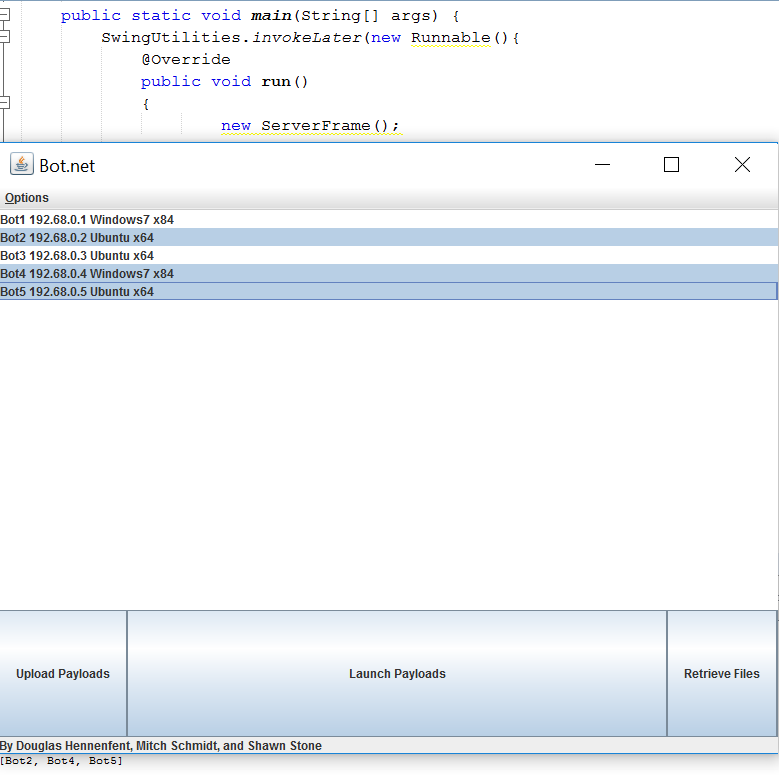 public static void main(String[] args) {
SwingUtilities.invokeLater(new Runnable(){
@Override
public void run()
{
new ServerFrame();
Bot.net
Options
Bot1 192.68.0.1 Windows7 x84
Bot2 192.68.0.2 Ubuntu x64
Bot3 192.68.0.3 Ubuntu x64
Bot4 192.68.0.4 Windows7 x84
Bot5 192.68.0.5 Ubuntu x64
Upload Payloads Launch Payloads Retrieve Files
By Douglas Hennenfent, Mitch Schmidt, and Shawn Stone
[Bot2, Bot4, Bot5]